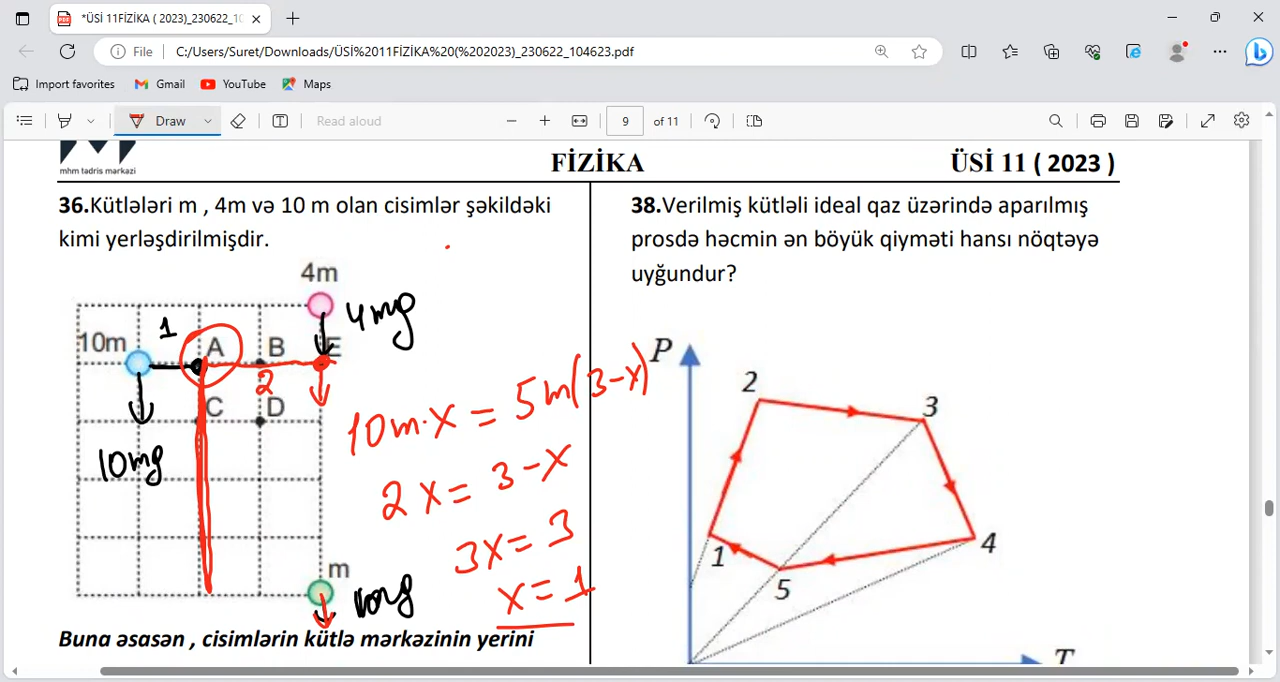 *ÜSİ 11FİZİKA ( 2023)_230622_10
File
C:/Users/Suret/Downloads/ÜSİ%2011FİZİKA%20(%202023)_230622_104623.pdf
Import favorites
Gmail
YouTube
Maps
Draw
Read aloud
9
of 11
mhm tədris mərkəzi
FİZİKA
ÜSİ 11 ( 2023 )
36.Kütlələri m , 4m və 10 m olan cisimlər şəkildəki
kimi yerləşdirilmişdir.
4m
4mg
10m
1
A
B
E
2
C
D
10mg
10m·x = 5m(3-x)
2x = 3-x
3x = 3
x = 1
m
Buna əsasən , cisimlərin kütlə mərkəzinin yerini
38.Verilmiş kütləli ideal qaz üzərində aparılmış
prosdə həcmin ən böyük qiyməti hansı nöqtəyə
uyğundur?
P
2
3
1
4
5
T